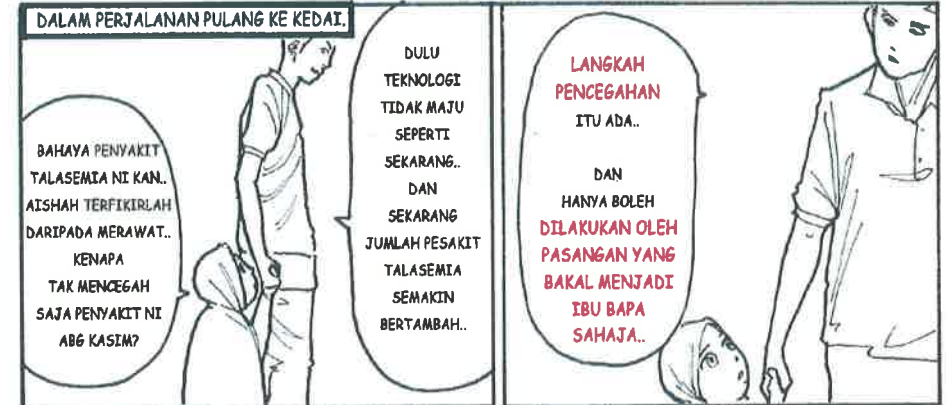 DALAM PERJALANAN PULANG KE KEDAI.
BAHAYA PENYAKIT
TALASEMIA NI KAN..
AISHAH TERFIKIRLAH
DARIPADA MERAWAT..
KENAPA
TAK MENCEGAH
SAJA PENYAKIT NI
ABG KASIM?
DULU
TEKNOLOGI
TIDAK MAJU
SEPERTI
SEKARANG..
DAN
SEKARANG
JUMLAH PESAKIT
TALASEMIA
SEMAKIN
BERTAMBAH..
LANGKAH
PENCEGAHAN
ITU ADA..
DAN
HANYA BOLEH
DILAKUKAN OLEH
PASANGAN YANG
BAKAL MENJADI
IBU BAPA
SAHAJA..